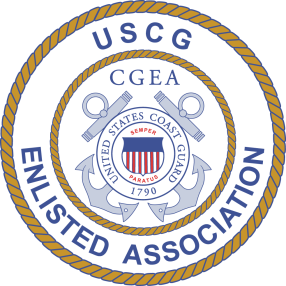 USCG
CGEA
UNITED STATES COAST GUARD
SEMPER
PARATUS
1790
ENLISTED ASSOCIATION